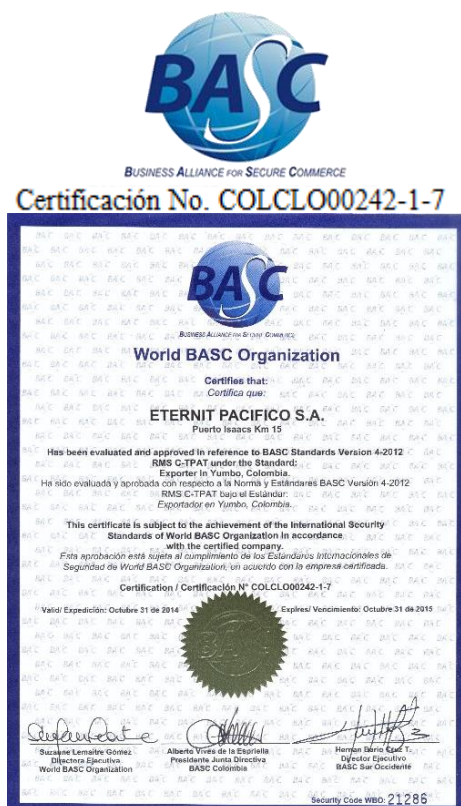 BASC
BUSINESS ALLIANCE FOR SECURE COMMERCE
Certificación No. COLCLO00242-1-7
BASC
BUSINESS ALLIANCE FOR SECURE COMMERCE
World BASC Organization
Certifies that:
Certifica que:
ETERNIT PACIFICO S.A.
Puerto Isaacs Km 15
Has been evaluated and approved in reference to BASC Standards Version 4-2012
RMS C-TPAT under the Standard:
Exporter in Yumbo, Colombia.
Ha sido evaluada y aprobada con respecto a la Norma y Estándares BASC Versión 4-2012
RMS C-TPAT bajo el Estándar:
Exportador en Yumbo, Colombia.
This certificate is subject to the achievement of the International Security
Standards of World BASC Organization in accordance
with the certified company.
Esta aprobación está sujeta al cumplimiento de los Estándares Internacionales de
Seguridad de World BASC Organization, en acuerdo con la empresa certificada.
Certification / Certificación N° COLCLO00242-1-7
Valid/ Expedición: Octubre 31 de 2014
Expires/ Vencimiento: Octubre 31 de 2015
BASC
Suzanne Lemaitre Gómez
Directora Ejecutiva
World BASC Organization
Alberto Vives de la Espriella
Presidente Junta Directiva
BASC Colombia
Hernan Dario Cruz T.
Director Ejecutivo
BASC Sur Occidente
Security Code WBO: 21286